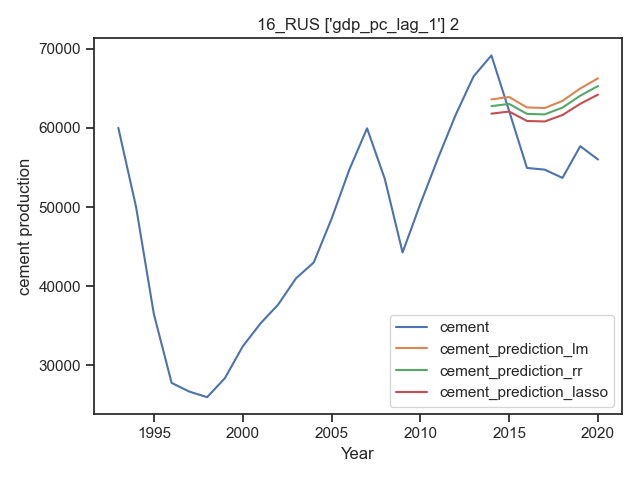 16_RUS ['gdp_pc_lag_1'] 2
70000
60000
50000
40000
30000
cement production
1995
2000
2005
2010
2015
2020
Year
cement
cement_prediction_lm
cement_prediction_rr
cement_prediction_lasso